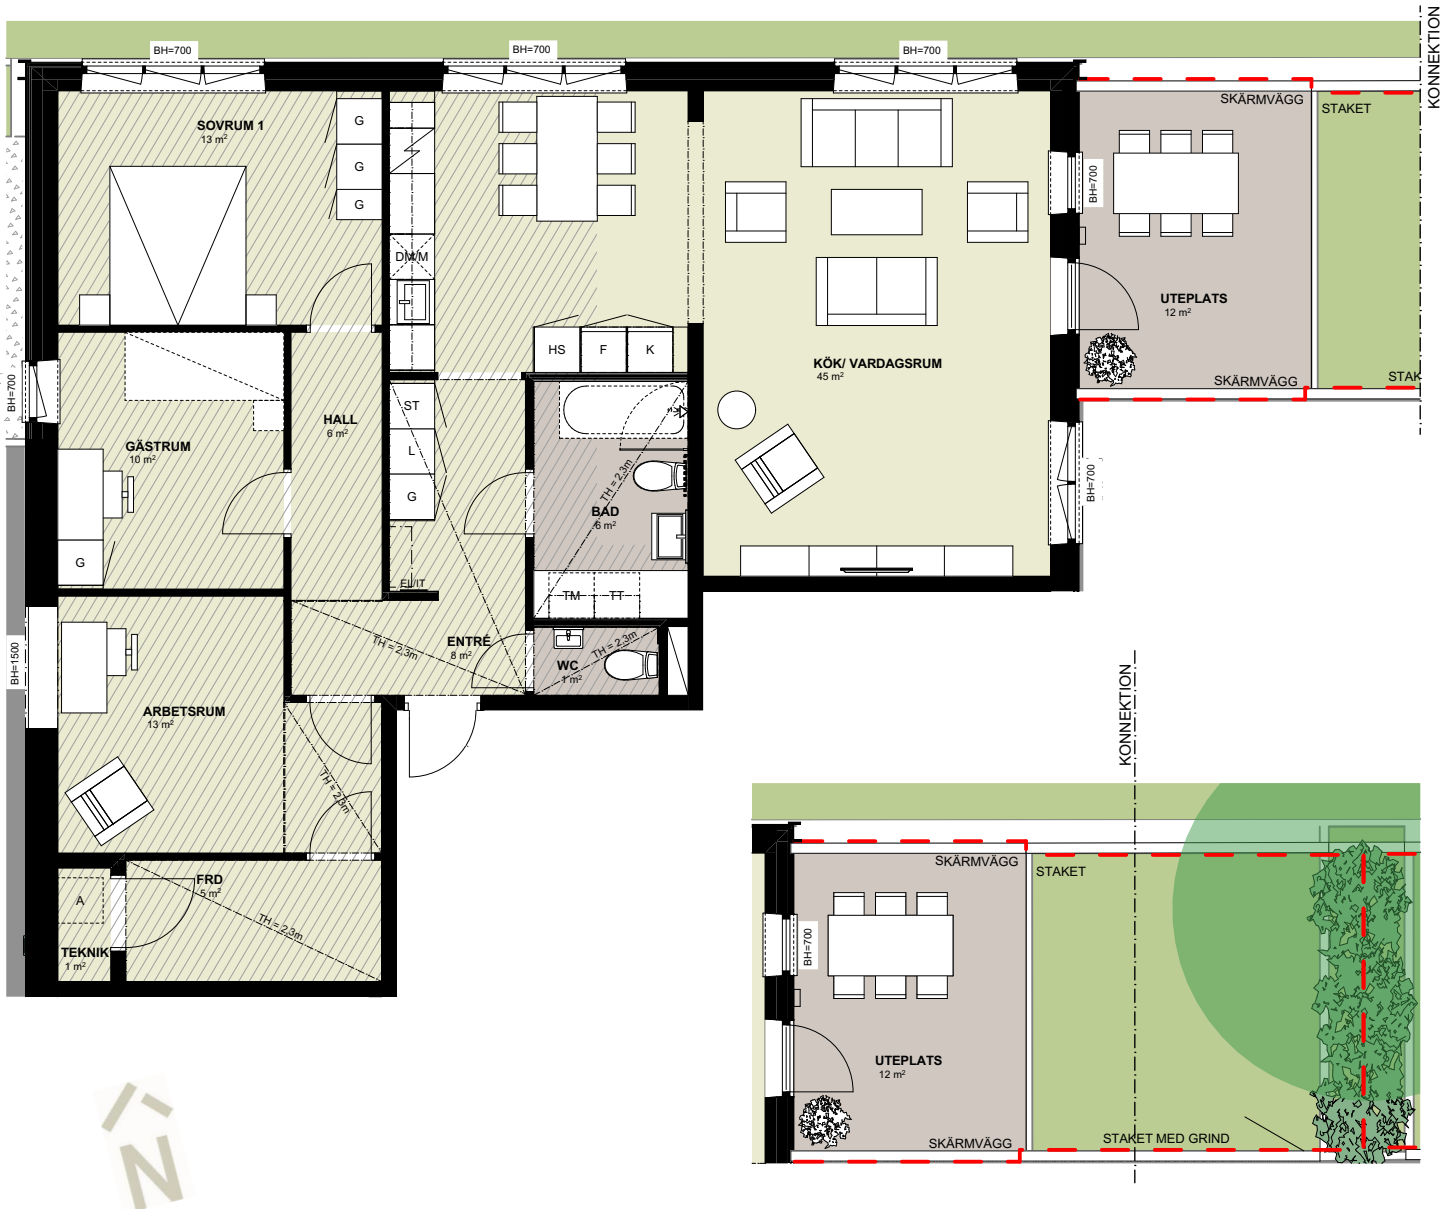 BH=700
BH=700
BH=700
KONNEKTION
SKÄRMVÄGG
STAKET
SOVRUM 1
13 m²
G
G
G
DM/M
BH=700
UTEPLATS
12 m²
HS
F
K
KÖK/ VARDAGSRUM
45 m²
SKÄRMVÄGG
STAK
BH=700
GÄSTRUM
10 m²
HALL
6 m²
ST
L
G
TH = 2,3m
BAD
6 m²
BH=700
G
EL/IT
TM
TT
BH=1500
TH = 2,3m
ENTRÉ
8 m²
WC
1 m²
TH = 2,3m
ARBETSRUM
13 m²
TH = 2,3m
KONNEKTION
FRD
5 m²
A
TH = 2,3m
TEKNIK
1 m²
SKÄRMVÄGG
STAKET
BH=700
UTEPLATS
12 m²
SKÄRMVÄGG
STAKET MED GRIND
N